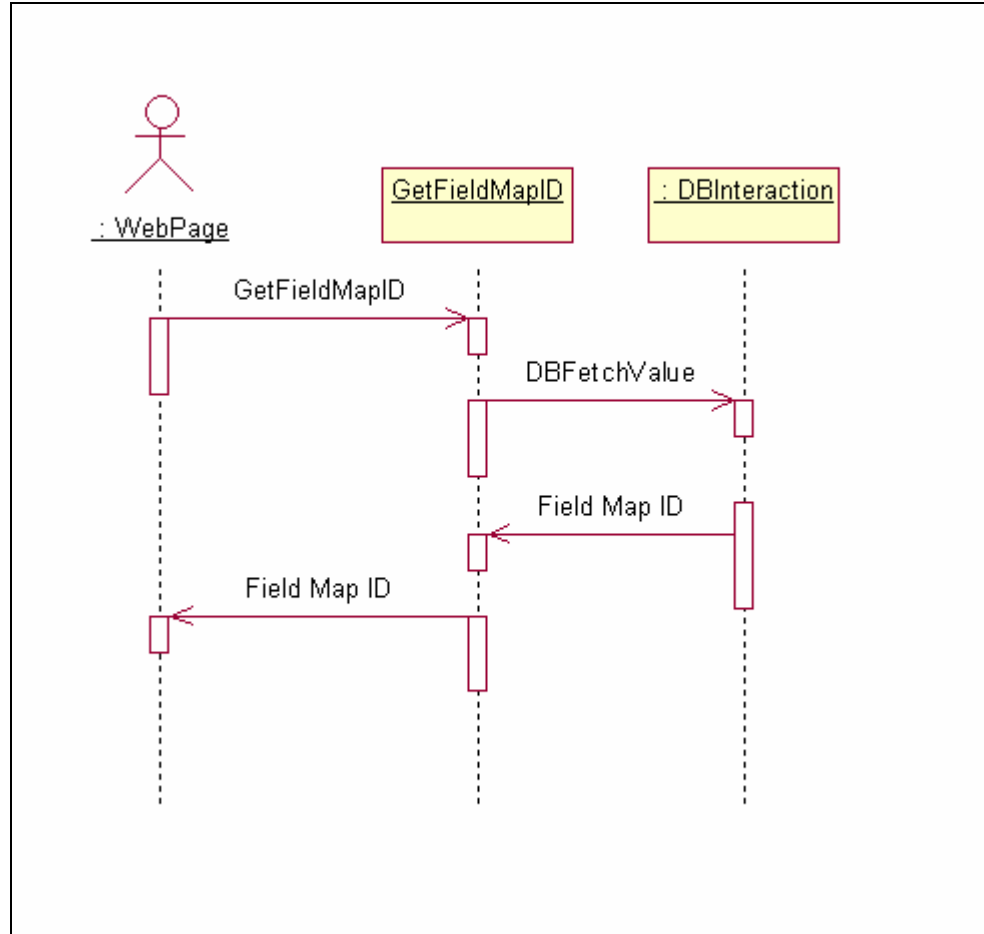 GetFieldMapID
: DBInteraction
: WebPage
GetFieldMapID
DBFetchValue
Field Map ID
Field Map ID